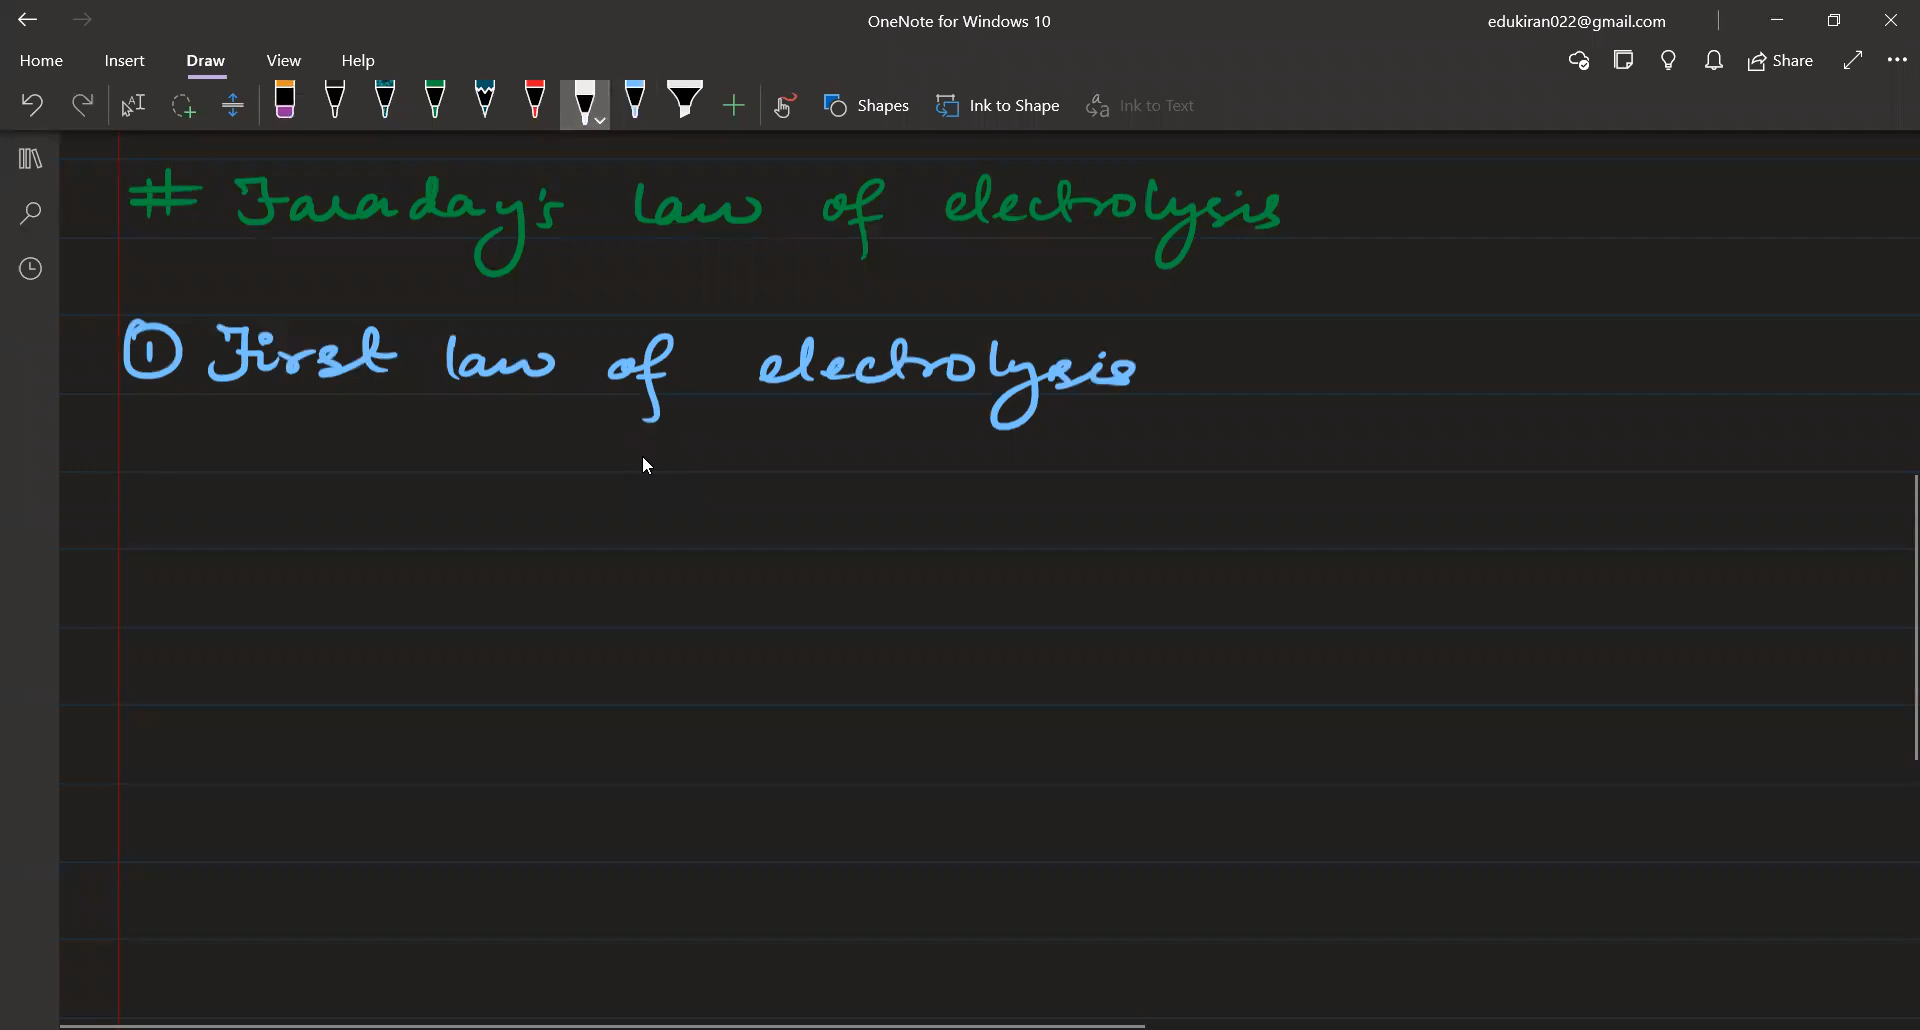 OneNote for Windows 10
edukiran022@gmail.com
Home Insert Draw View Help
Share
Shapes Ink to Shape Ink to Text
# Faraday's law of electrolysis
① First law of electrolysis